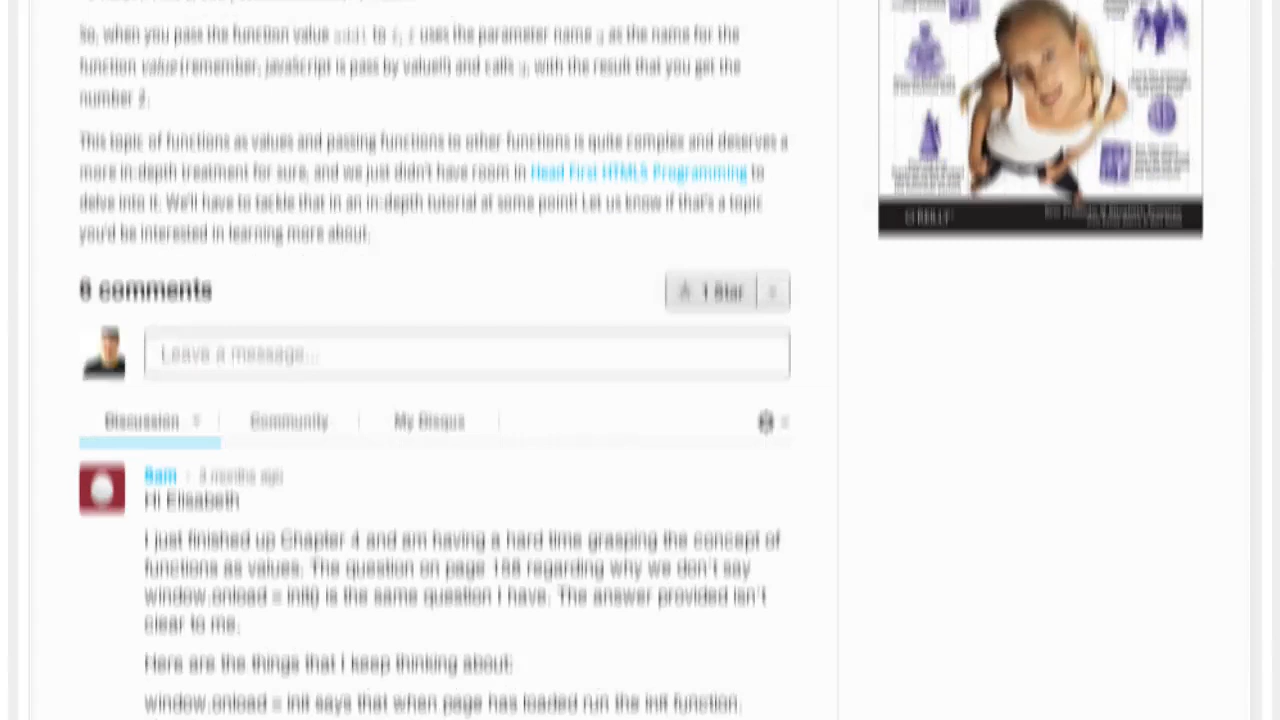 So, when you pass the function value add1 to z, z uses the parameter name y as the name for the
function value (remember, JavaScript is pass by value!!) and calls y, with the result that you get the
number 2.
This topic of functions as values and passing functions to other functions is quite complex and deserves a
more in-depth treatment for sure, and we just didn't have room in Head First HTML5 Programming to
delve into it. We'll have to tackle that in an in-depth tutorial at some point! Let us know if that's a topic
you'd be interested in learning more about.
O'REILLY
6 comments
1 Star
Leave a message...
Discussion
Community
My Disqus
Sam · 3 months ago
Hi Elisabeth
I just finished up Chapter 4 and am having a hard time grasping the concept of
functions as values. The question on page 158 regarding why we don't say
window.onload = init() is the same question I have. The answer provided isn't
clear to me.
Here are the things that I keep thinking about:
window.onload = init says that when page has loaded run the init function.